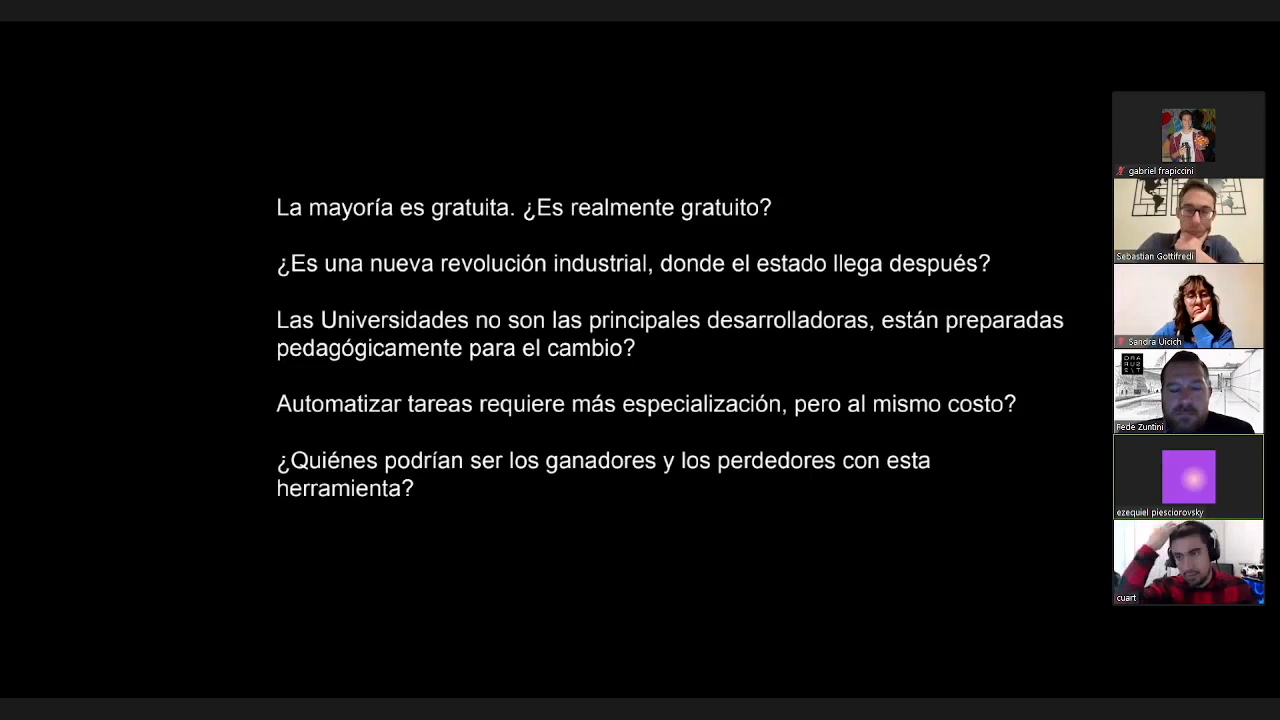 La mayoría es gratuita. ¿Es realmente gratuito?
¿Es una nueva revolución industrial, donde el estado llega después?
Las Universidades no son las principales desarrolladoras, están preparadas
pedagógicamente para el cambio?
Automatizar tareas requiere más especialización, pero al mismo costo?
¿Quiénes podrían ser los ganadores y los perdedores con esta
herramienta?
gabriel frapiccini
Sebastian Gottifredi
Sandra Uicich
Fede Zuntini
ezequiel piesciorovsky
cuart